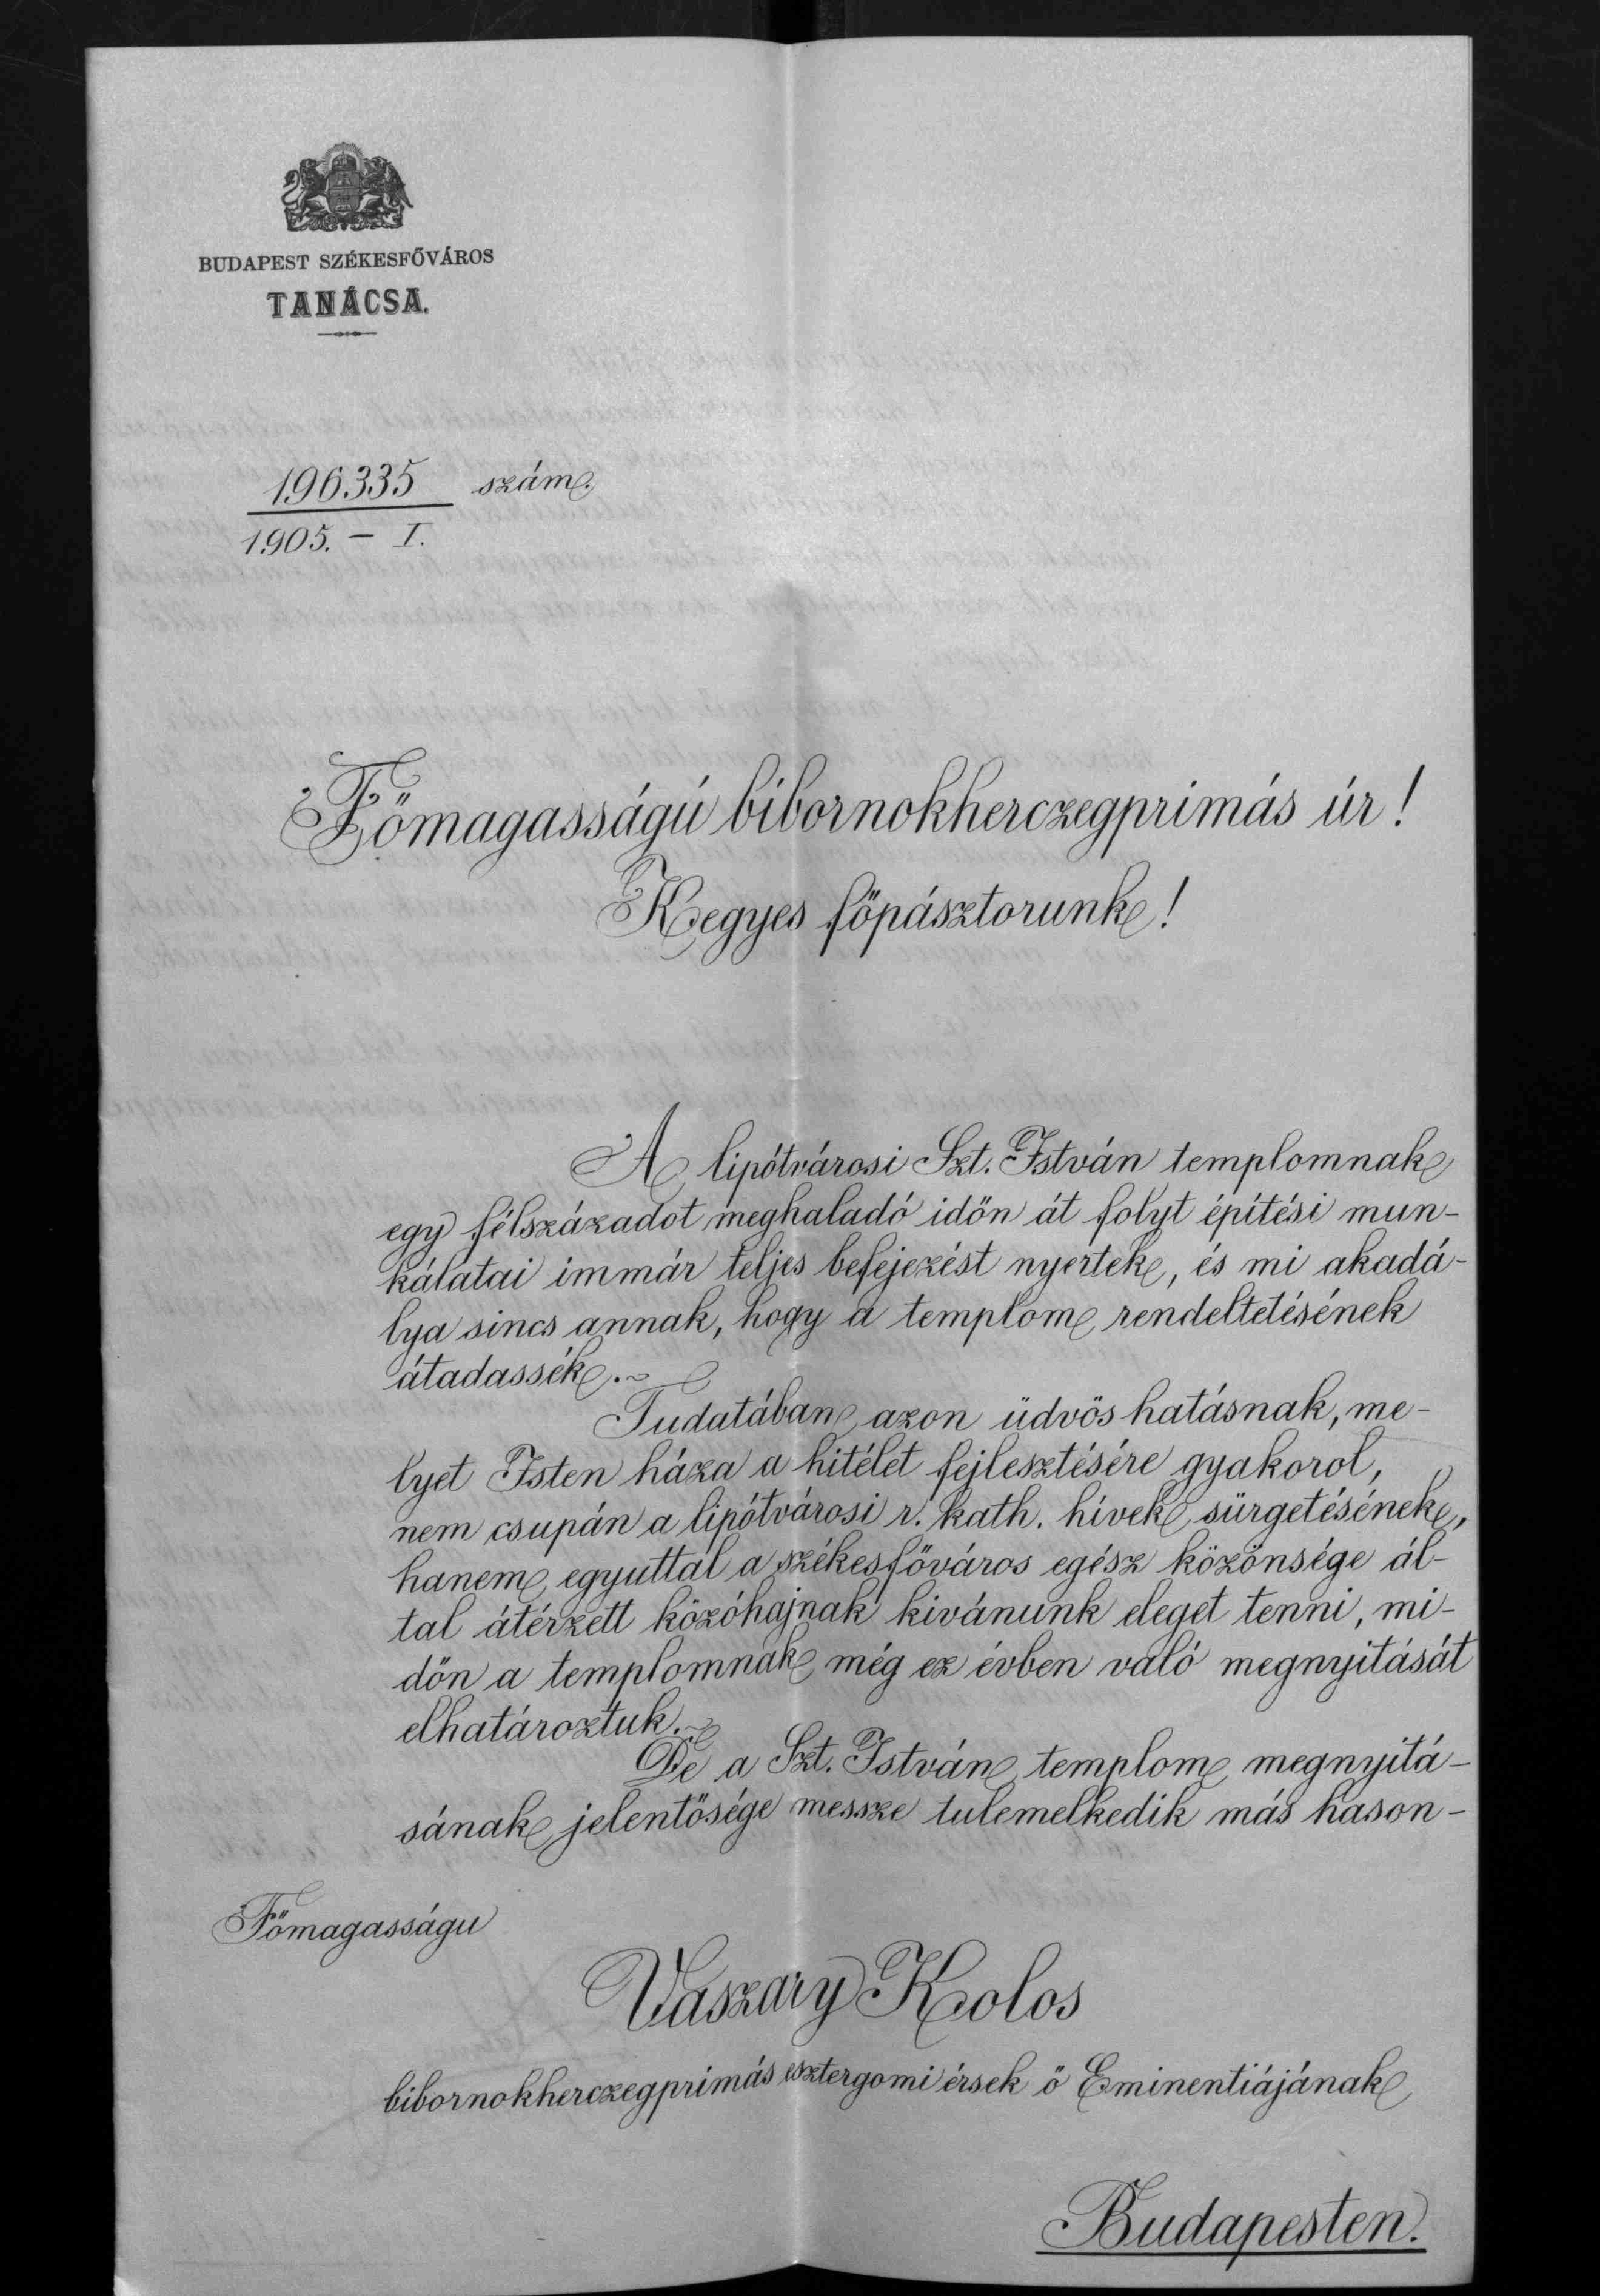 BUDAPEST SZÉKESFŐVÁROS
TANÁCSA.
196335 szám.
1905. – I.
Főmagasságú bibornokherczegprimás úr!
Kegyes főpásztorunk!
A lipótvárosi Szt. István templomnak
egy félszázadot meghaladó időn át folyt építési mun-
kálatai immár teljes befejezést nyertek, és mi akadá-
lya sincs annak, hogy a templom rendeltetésének
átadassék.
Tudatában azon üdvös hatásnak, me-
lyet Isten háza a hitélet fejlesztésére gyakorol,
nem csupán a lipótvárosi r. kath. hívek sürgetésének,
hanem egyuttal a székesfőváros egész közönsége ál-
tal átérzett közóhajnak kivánunk eleget tenni, mi-
dőn a templomnak még ez évben való megnyitását
elhatároztuk.
De a Szt. István templom megnyitá-
sának jelentősége messze tulemelkedik más hason-
Főmagasságu
Vaszary Kolos
bibornokherczegprimás esztergomi érsek ő Eminentiájának
Budapesten.